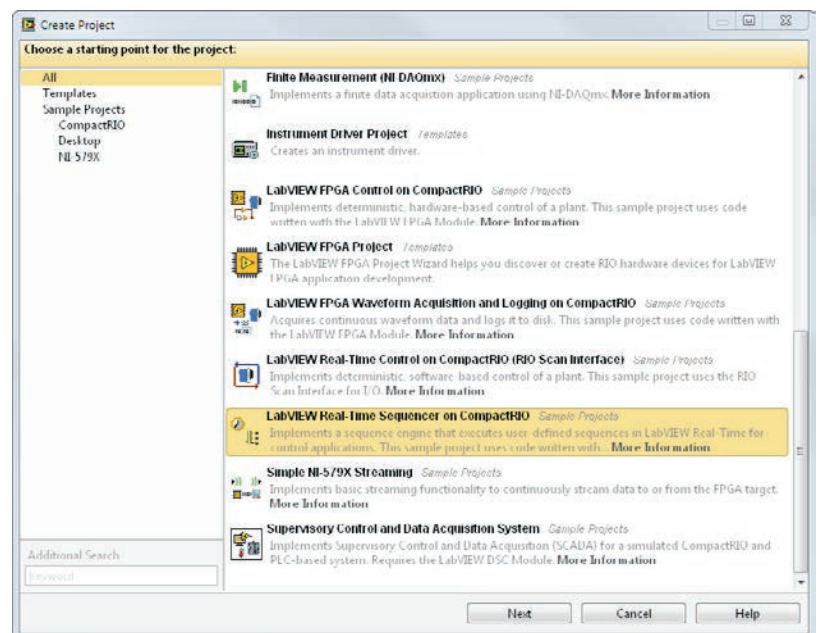 Create Project
Choose a starting point for the project:
All
Templates
Sample Projects
CompactRIO
Desktop
NI-579X
Additional Search
Keyword
Finite Measurement (NI-DAQmx) Sample Projects
Implements a finite data acquistion application using NI-DAQmx. More Information
Instrument Driver Project Templates
Creates an instrument driver.
LabVIEW FPGA Control on CompactRIO Sample Projects
Implements deterministic, hardware-based control of a plant. This sample project uses code
written with the LabVIEW FPGA Module. More Information
LabVIEW FPGA Project Templates
The LabVIEW FPGA Project Wizard helps you discover or create RIO hardware devices for LabVIEW
FPGA application development.
LabVIEW FPGA Waveform Acquisition and Logging on CompactRIO Sample Projects
Acquires continuous waveform data and logs it to disk. This sample project uses code written with
the LabVIEW FPGA Module. More Information
LabVIEW Real-Time Control on CompactRIO (RIO Scan Interface) Sample Projects
Implements deterministic, software-based control of a plant. This sample project uses the RIO
Scan Interface for I/O. More Information
LabVIEW Real-Time Sequencer on CompactRIO Sample Projects
Implements a sequence engine that executes user-defined sequences in LabVIEW Real-Time for
control applications. This sample project uses code written with... More Information
Simple NI-579X Streaming Sample Projects
Implements basic streaming functionality to continuously stream data to or from the FPGA target.
More Information
Supervisory Control and Data Acquisition System Sample Projects
Implements Supervisory Control and Data Acquisition (SCADA) for a simulated CompactRIO and
PLC-based system. Requires the LabVIEW DSC Module. More Information
Next
Cancel
Help